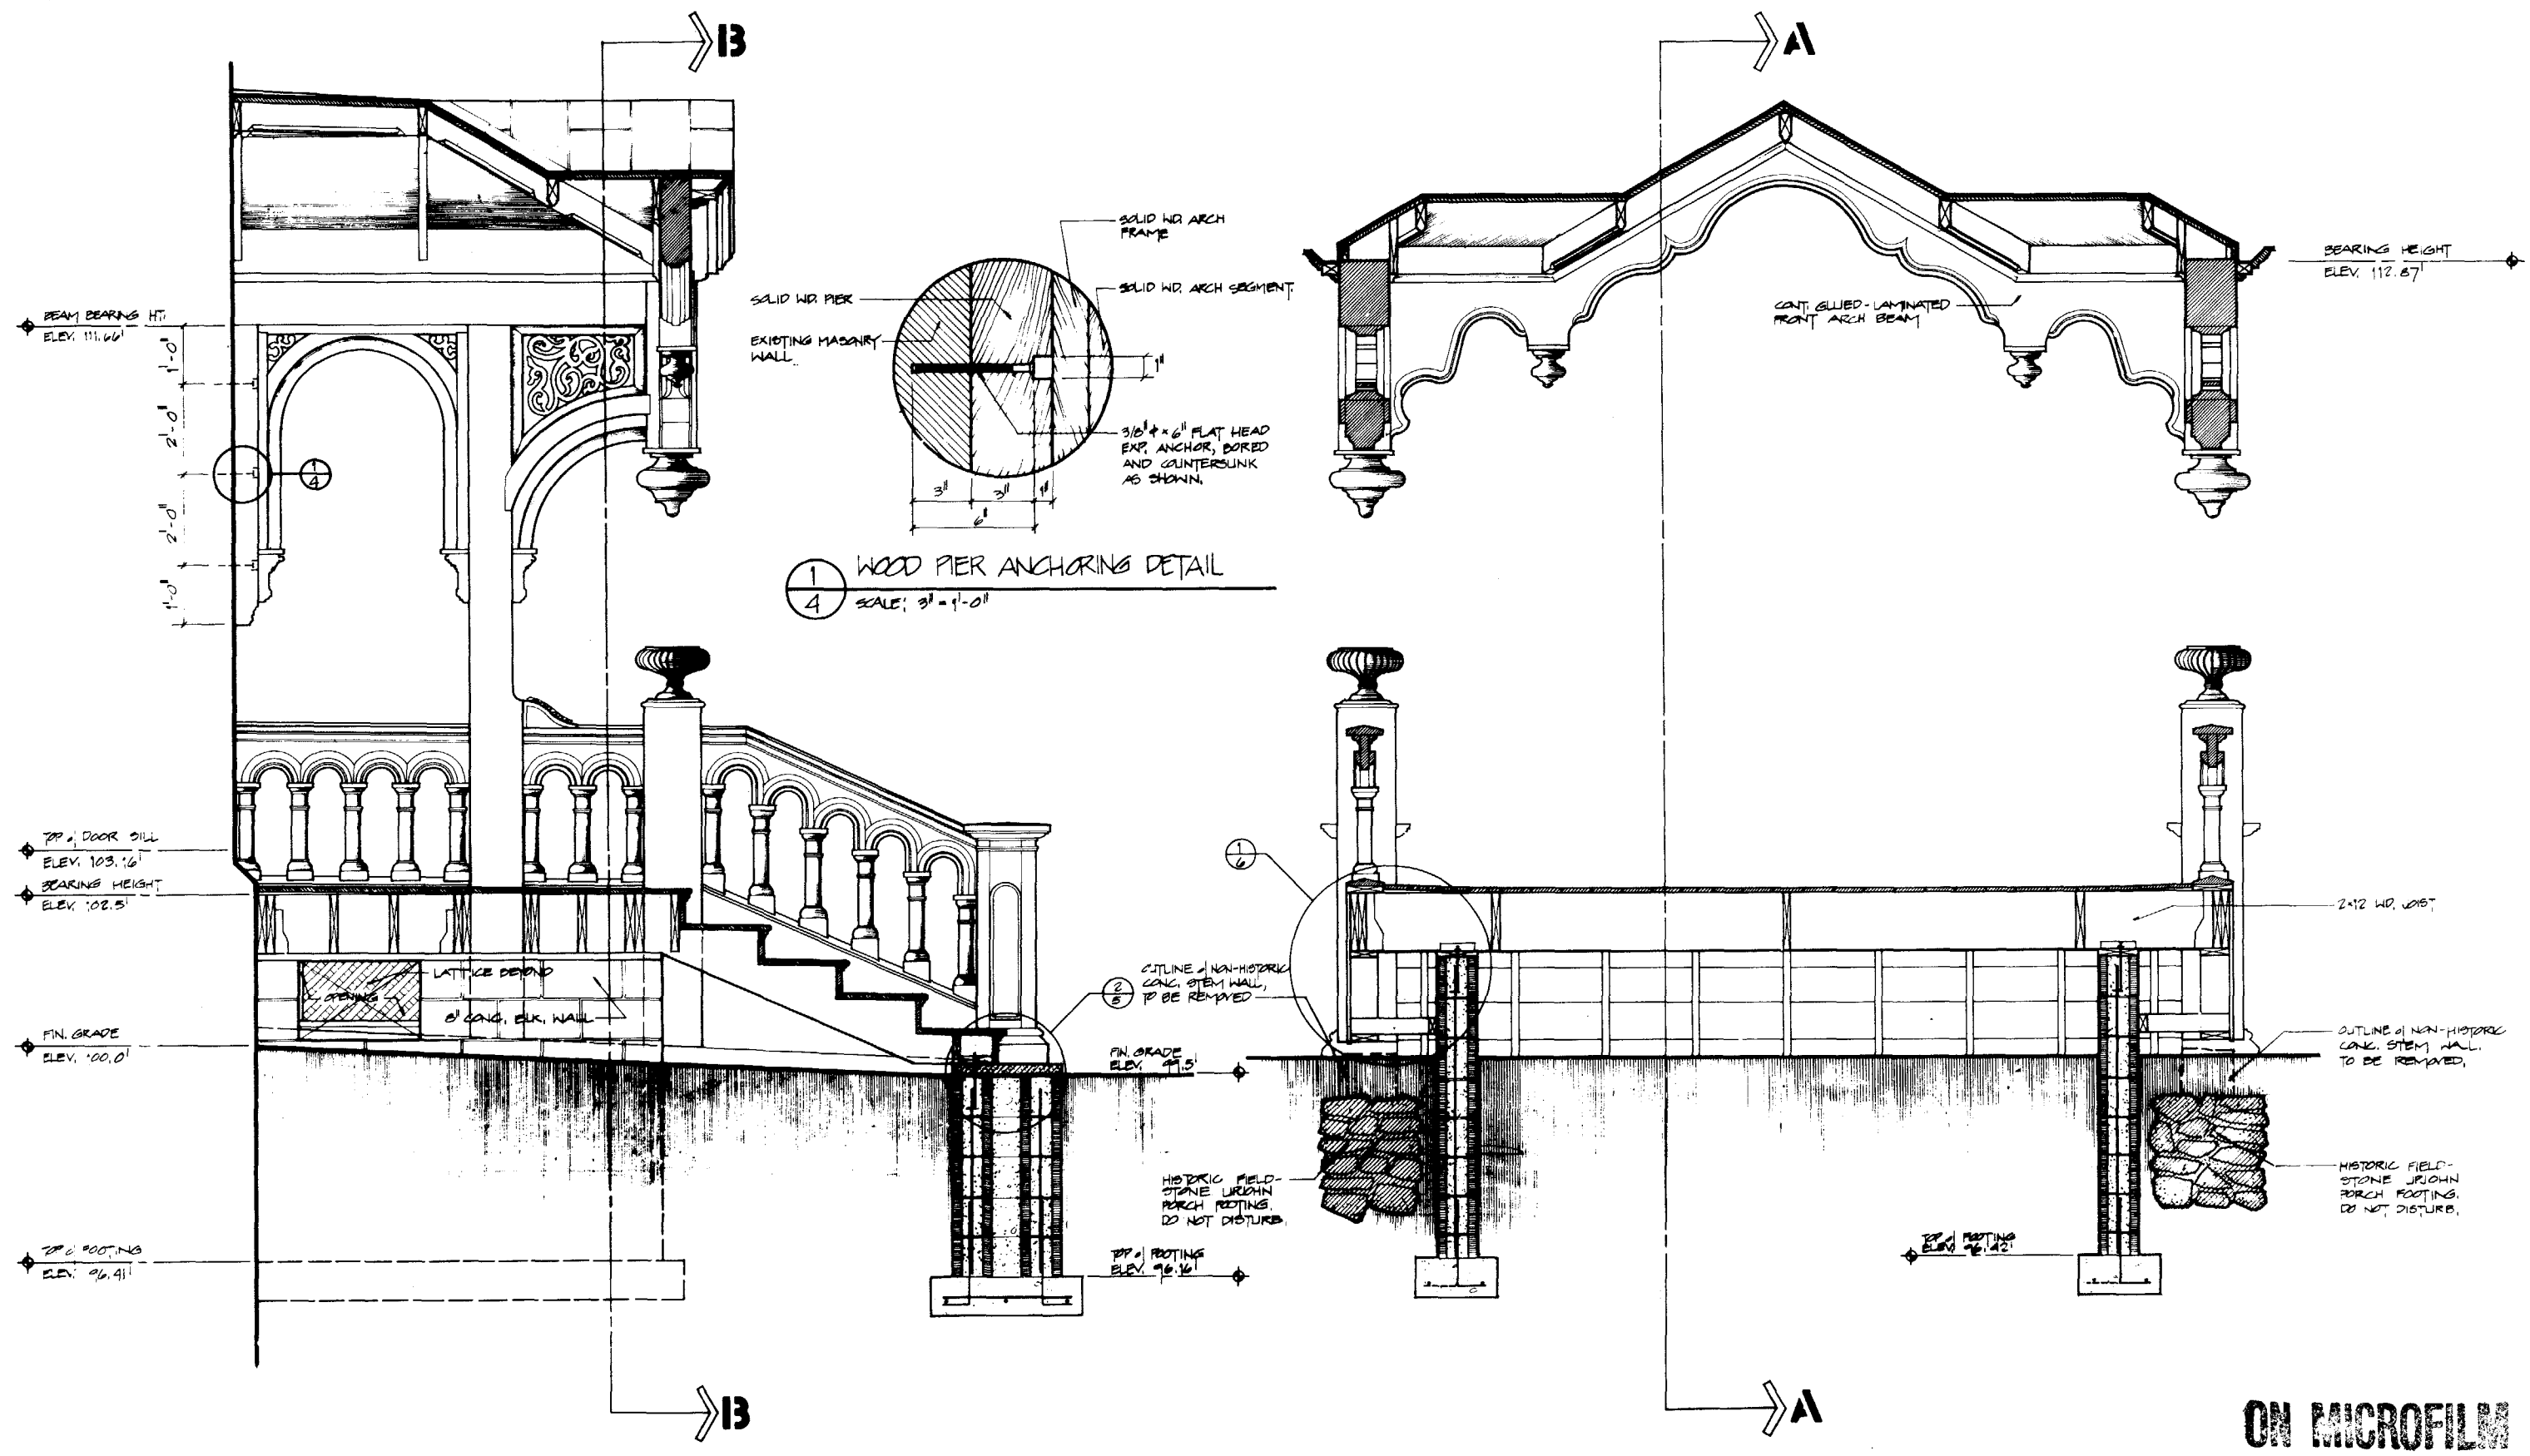 B
A
BEAM BEARING HT.
ELEV. 111.66'
1'-0"
2'-0"
2'-0"
1'-0"
1
4
SOLID WD. ARCH
FRAME
SOLID WD. PIER
SOLID WD. ARCH SEGMENT
EXISTING MASONRY
WALL
1"
3/8" φ x 6" FLAT HEAD
EXP. ANCHOR, BORED
AND COUNTERSUNK
AS SHOWN.
3"
3"
1"
6"
1
4
WOOD PIER ANCHORING DETAIL
SCALE: 3" = 1'-0"
BEARING HEIGHT
ELEV. 112.87'
CONT. GLUED-LAMINATED
FRONT ARCH BEAM
TOP of DOOR SILL
ELEV. 103.16'
BEARING HEIGHT
ELEV. 102.5'
LATTICE BEYOND
OPENING
8" CONC. BLK. WALL
FIN. GRADE
ELEV. 100.0'
TOP of FOOTING
ELEV. 96.41'
2
5
OUTLINE of NON-HISTORIC
CONC. STEM WALL,
TO BE REMOVED
FIN. GRADE
ELEV. 99.5'
HISTORIC FIELD-
STONE UPJOHN
PORCH FOOTING.
DO NOT DISTURB.
TOP of FOOTING
ELEV. 96.16'
1
6
2x12 WD. JOIST
OUTLINE of NON-HISTORIC
CONC. STEM WALL.
TO BE REMOVED.
HISTORIC FIELD-
STONE UPJOHN
PORCH FOOTING.
DO NOT DISTURB.
TOP of FOOTING
ELEV. 96.42'
B
A
ON MICROFILM